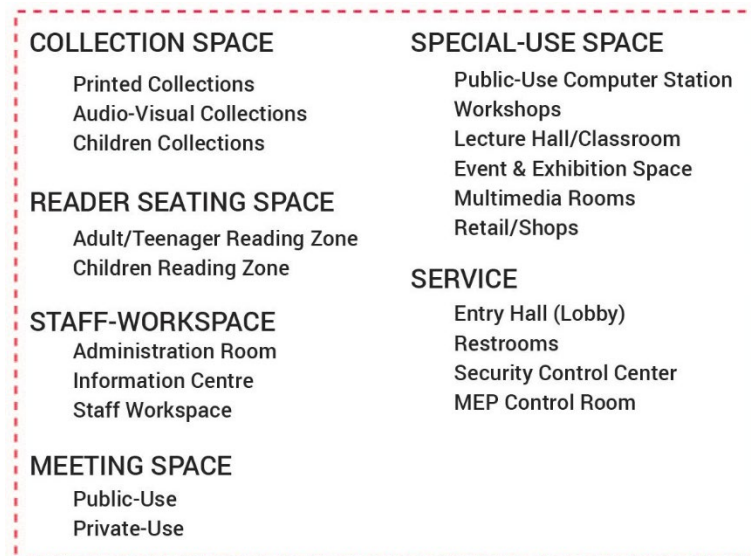 COLLECTION SPACE
Printed Collections
Audio-Visual Collections
Children Collections
READER SEATING SPACE
Adult/Teenager Reading Zone
Children Reading Zone
STAFF-WORKSPACE
Administration Room
Information Centre
Staff Workspace
MEETING SPACE
Public-Use
Private-Use
SPECIAL-USE SPACE
Public-Use Computer Station
Workshops
Lecture Hall/Classroom
Event & Exhibition Space
Multimedia Rooms
Retail/Shops
SERVICE
Entry Hall (Lobby)
Restrooms
Security Control Center
MEP Control Room